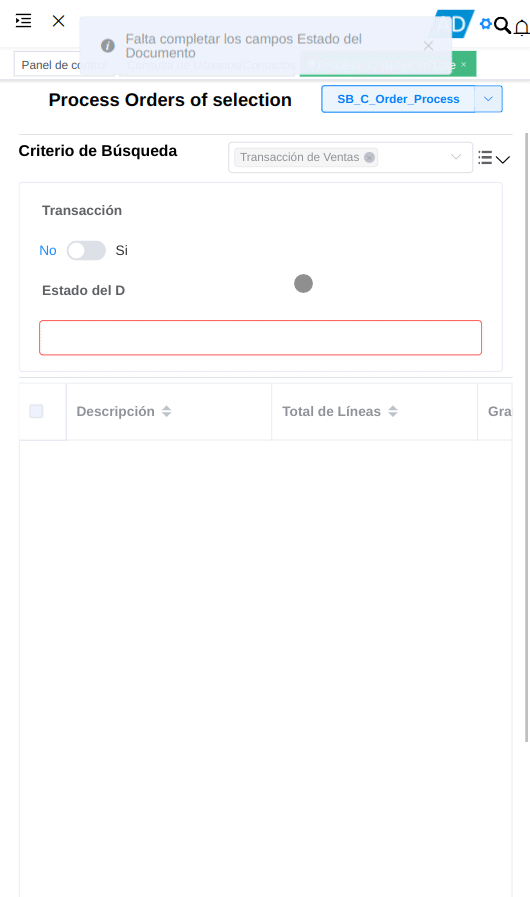 Falta completar los campos Estado del
Documento
Panel de co
Process Orders of selection
SB_C_Order_Process
Criterio de Búsqueda
Transacción de Ventas
Transacción
No
Si
Estado del D
Descripción
Total de Líneas
Gra